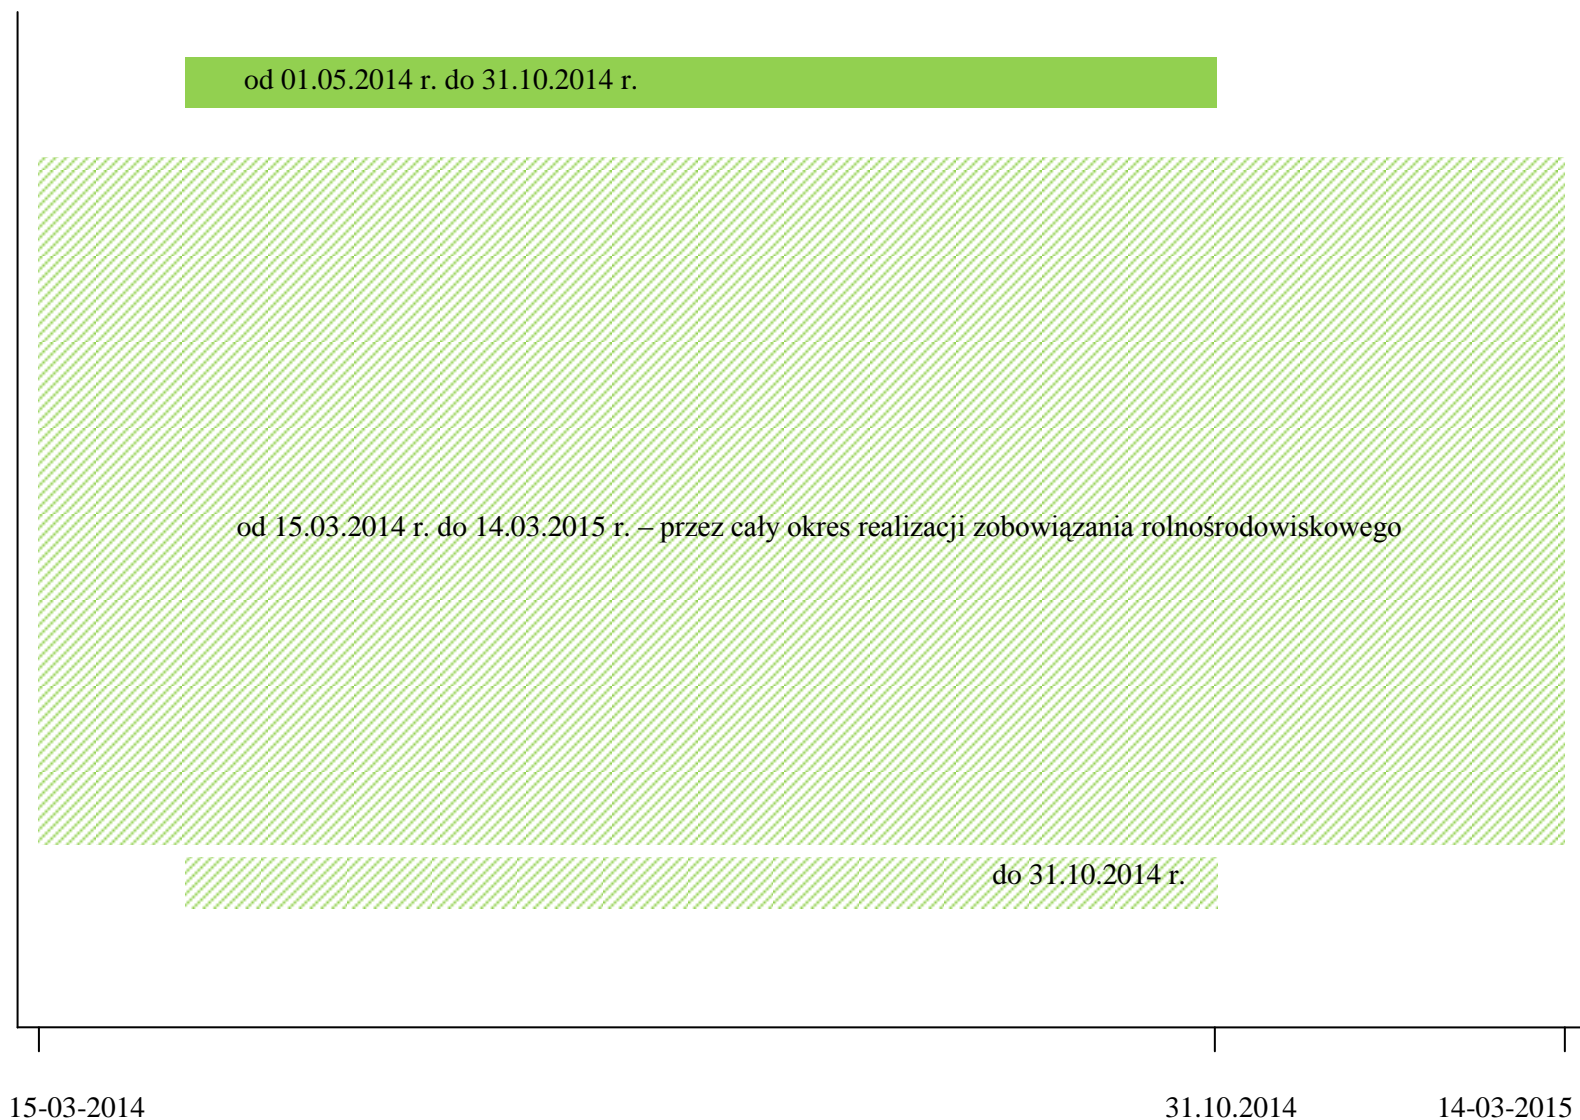 od 01.05.2014 r. do 31.10.2014 r.
od 15.03.2014 r. do 14.03.2015 r. – przez cały okres realizacji zobowiązania rolnośrodowiskowego
do 31.10.2014 r.
15-03-2014 31.10.2014 14-03-2015